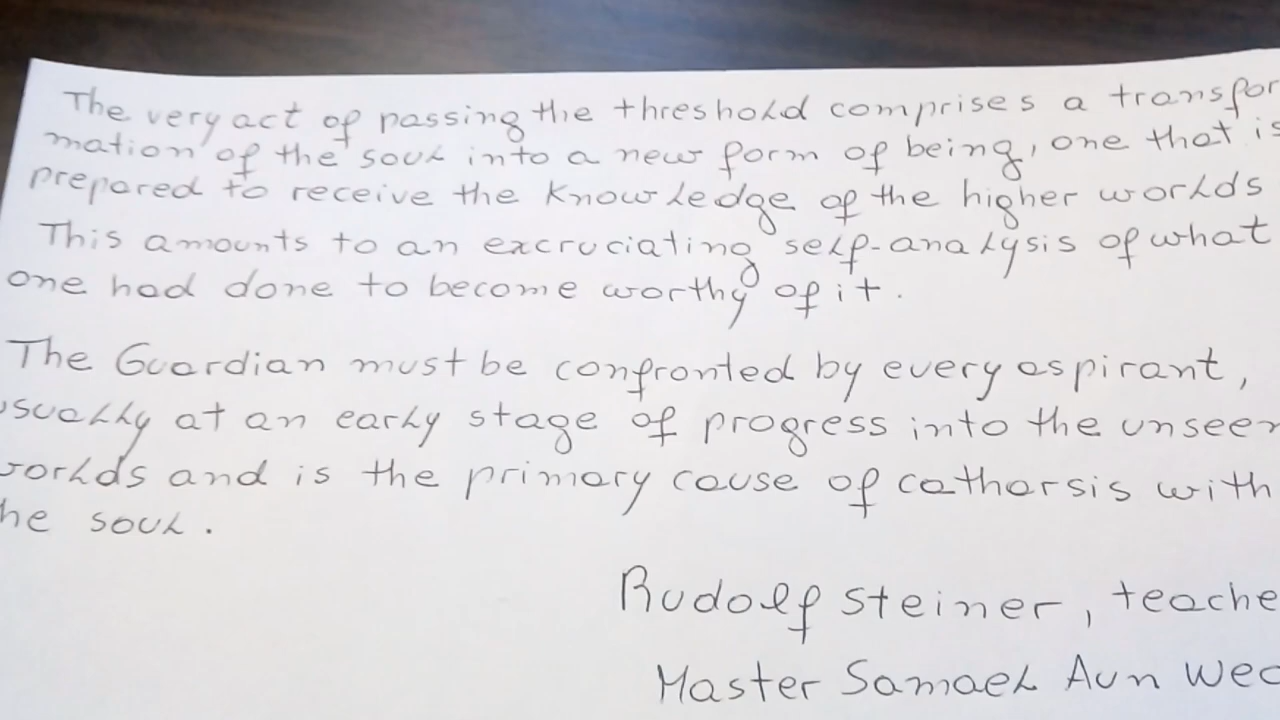 The very act of passing the threshold comprises a transfor
mation of the soul into a new form of being, one that is
prepared to receive the knowledge of the higher worlds
This amounts to an excruciating self-analysis of what
one had done to become worthy of it.
The Guardian must be confronted by every aspirant,
usually at an early stage of progress into the unseen
worlds and is the primary cause of catharsis with
he soul.
Rudolf Steiner, teache
Master Samael Aun Weo